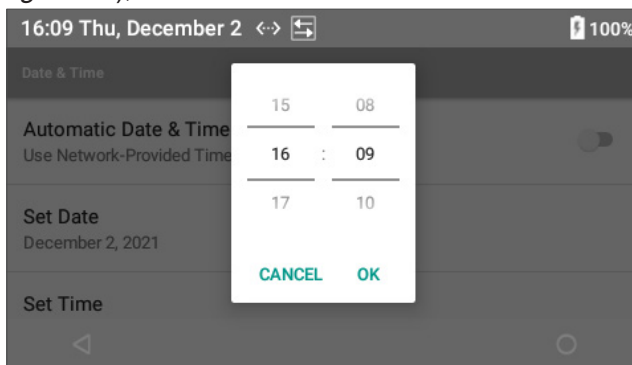 16:09 Thu, December 2 100%
Date & Time
15 08
Automatic Date & Time
Use Network-Provided Time
16 : 09
17 10
Set Date
December 2, 2021
CANCEL OK
Set Time